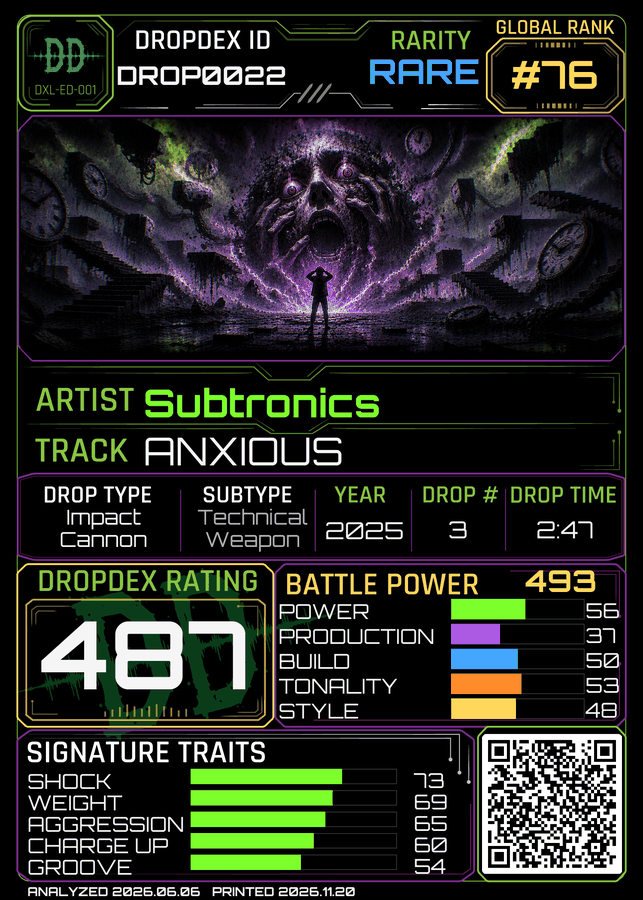 DD
DXL-ED-001
DROPDEX ID
DROP0022
RARITY
RARE
GLOBAL RANK
#76
ARTIST Subtronics
TRACK ANXIOUS
DROP TYPE
Impact
Cannon
SUBTYPE
Technical
Weapon
YEAR
2025
DROP #
3
DROP TIME
2:47
DROPDEX RATING
487
BATTLE POWER 493
POWER 56
PRODUCTION 37
BUILD 50
TONALITY 53
STYLE 48
SIGNATURE TRAITS
SHOCK 73
WEIGHT 69
AGGRESSION 65
CHARGE UP 60
GROOVE 54
ANALYZED 2026.06.06 PRINTED 2026.11.20